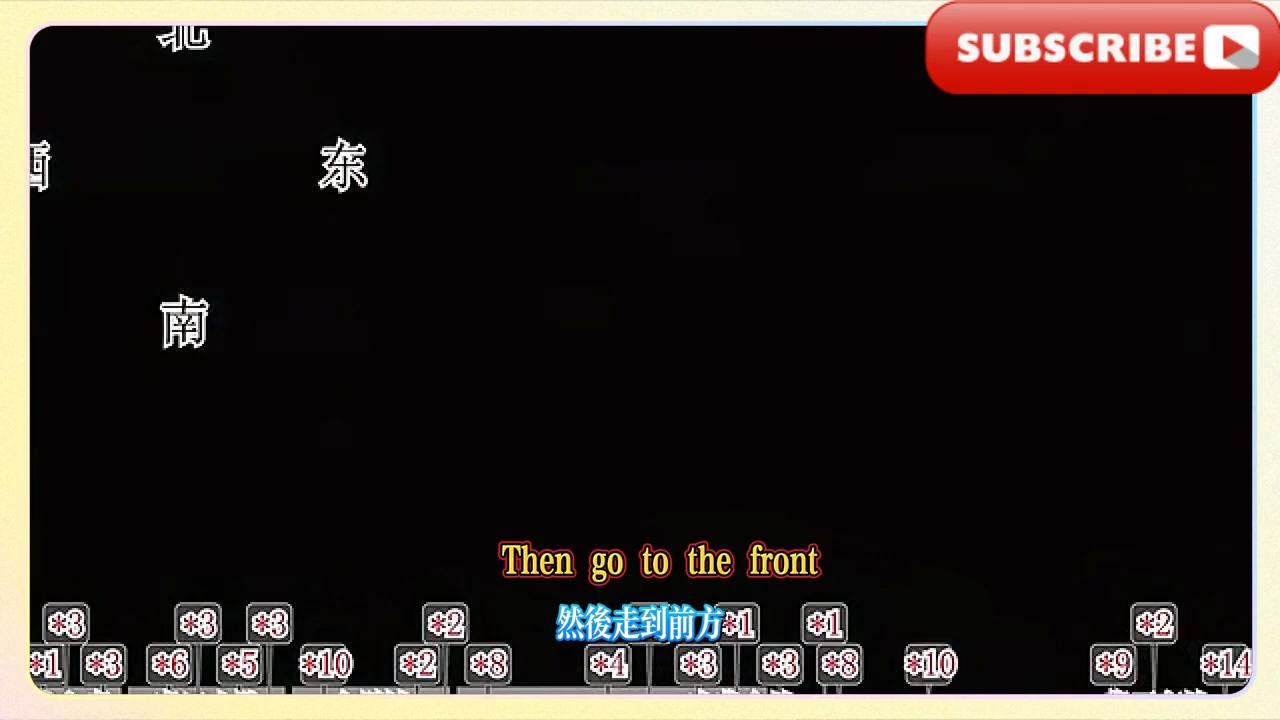 SUBSCRIBE
北
西 东
南
Then go to the front
然後走到前方
*3 *3 *3 *2 *1 *1 *2
*1 *3 *6 *5 *10 *2 *8 *4 *3 *3 *8 *10 *9 *14